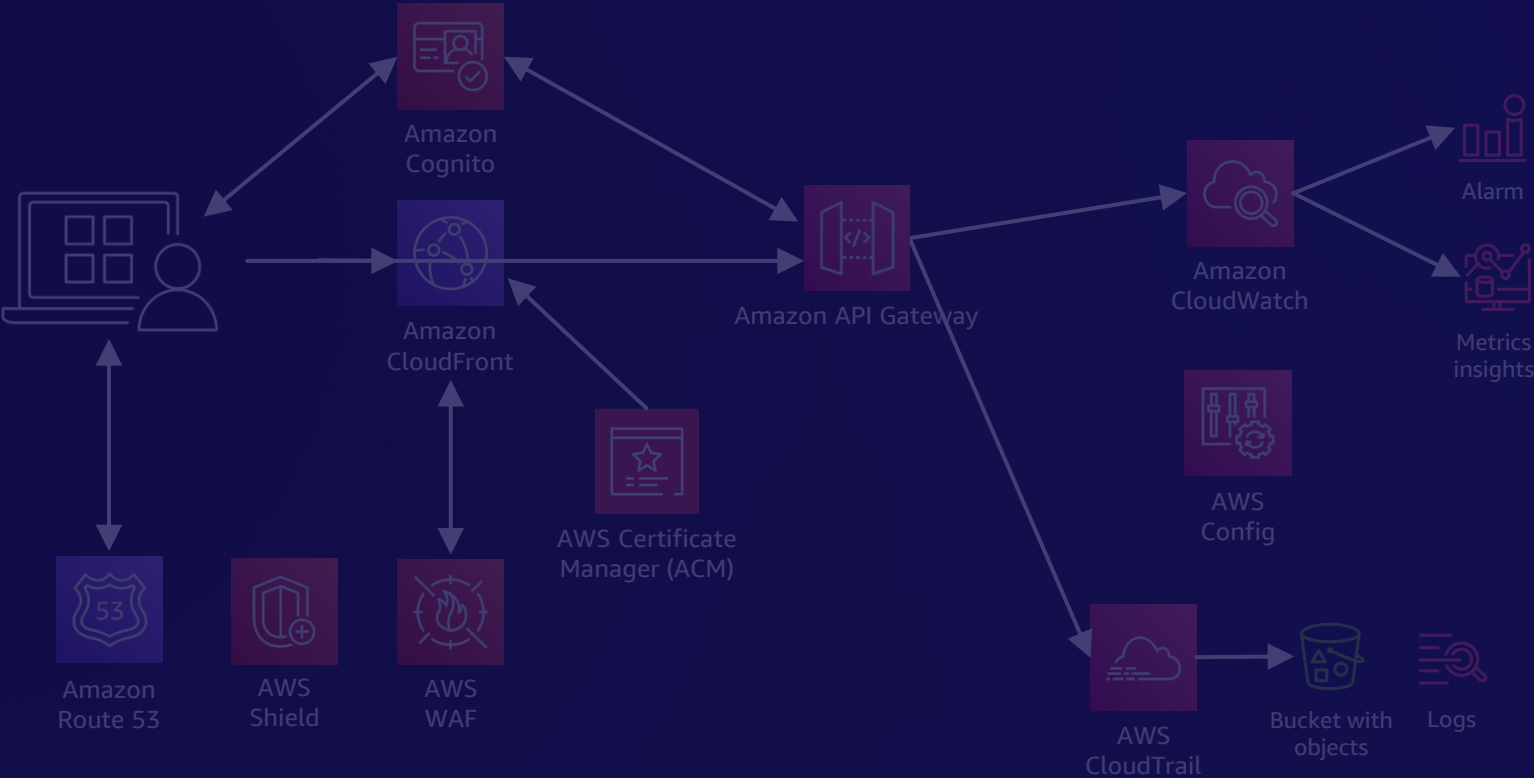 Amazon
Cognito
Amazon
CloudFront
</>
Amazon API Gateway
Amazon
CloudWatch
Alarm
Metrics
insights
AWS
Config
AWS Certificate
Manager (ACM)
53
Amazon
Route 53
AWS
Shield
AWS
WAF
AWS
CloudTrail
Bucket with
objects
Logs